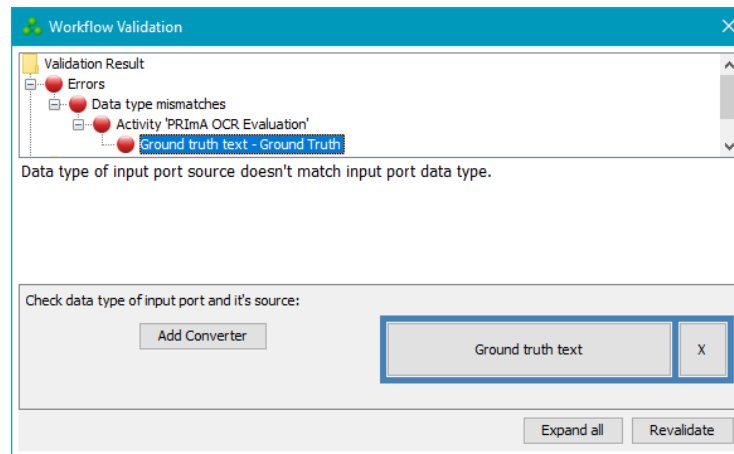 Workflow Validation
Validation Result
Errors
Data type mismatches
Activity 'PRImA OCR Evaluation'
Ground truth text - Ground Truth
Data type of input port source doesn't match input port data type.
Check data type of input port and it's source:
Add Converter
Ground truth text
X
Expand all
Revalidate